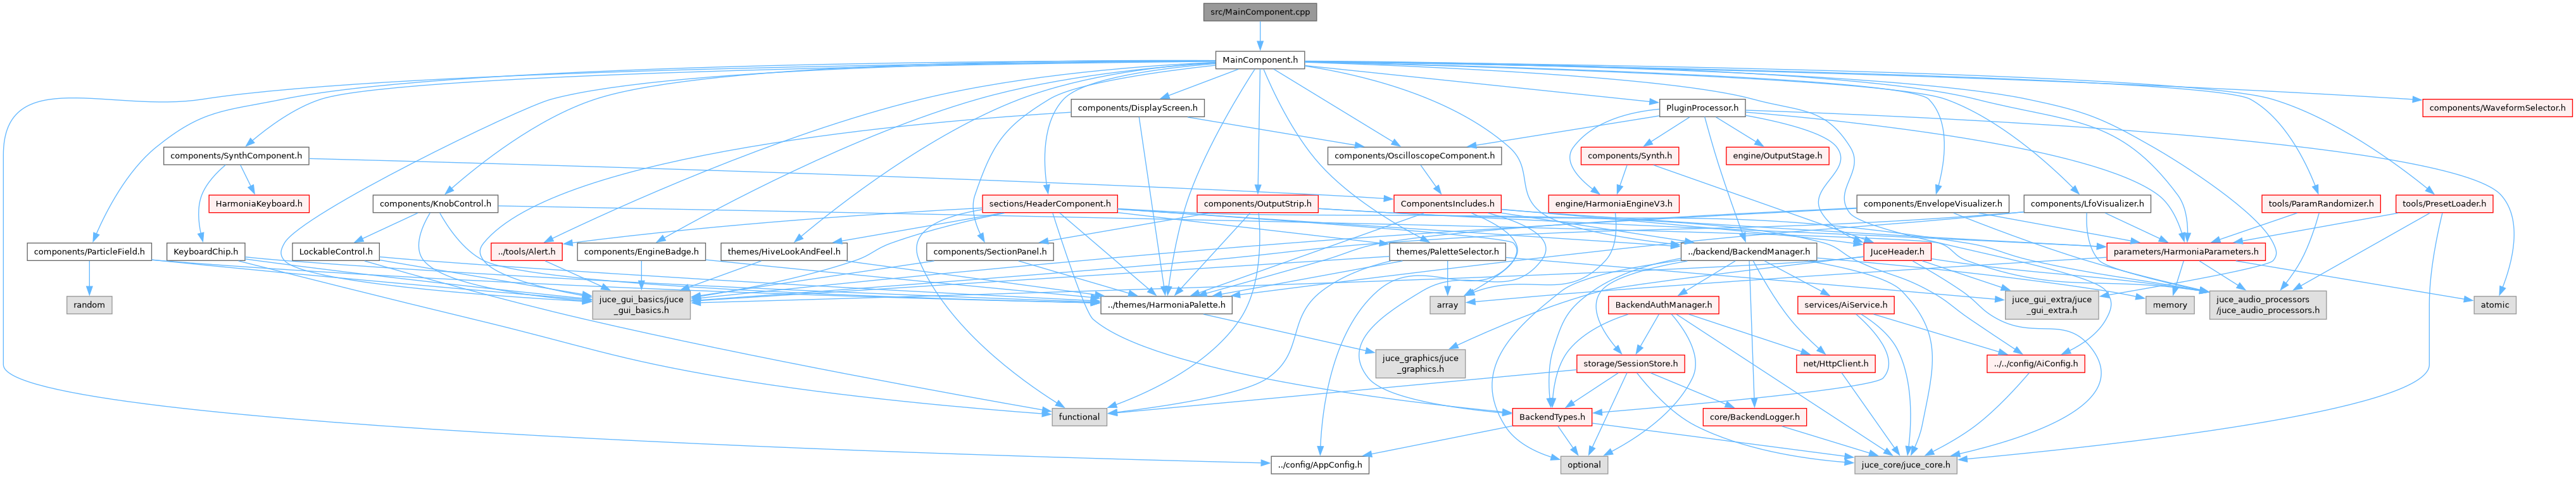 src/MainComponent.cpp
MainComponent.h
components/DisplayScreen.h
PluginProcessor.h
components/WaveformSelector.h
components/SynthComponent.h
components/OscilloscopeComponent.h
components/Synth.h
engine/OutputStage.h
HarmoniaKeyboard.h
components/KnobControl.h
sections/HeaderComponent.h
components/OutputStrip.h
ComponentsIncludes.h
engine/HarmoniaEngineV3.h
components/EnvelopeVisualizer.h
components/LfoVisualizer.h
tools/ParamRandomizer.h
tools/PresetLoader.h
components/ParticleField.h
KeyboardChip.h
LockableControl.h
../tools/Alert.h
components/EngineBadge.h
themes/HiveLookAndFeel.h
components/SectionPanel.h
themes/PaletteSelector.h
../backend/BackendManager.h
JuceHeader.h
parameters/HarmoniaParameters.h
random
juce_gui_basics/juce
_gui_basics.h
../themes/HarmoniaPalette.h
array
BackendAuthManager.h
services/AiService.h
juce_gui_extra/juce
_gui_extra.h
memory
juce_audio_processors
/juce_audio_processors.h
atomic
juce_graphics/juce
_graphics.h
storage/SessionStore.h
net/HttpClient.h
../../config/AiConfig.h
functional
BackendTypes.h
core/BackendLogger.h
../config/AppConfig.h
optional
juce_core/juce_core.h